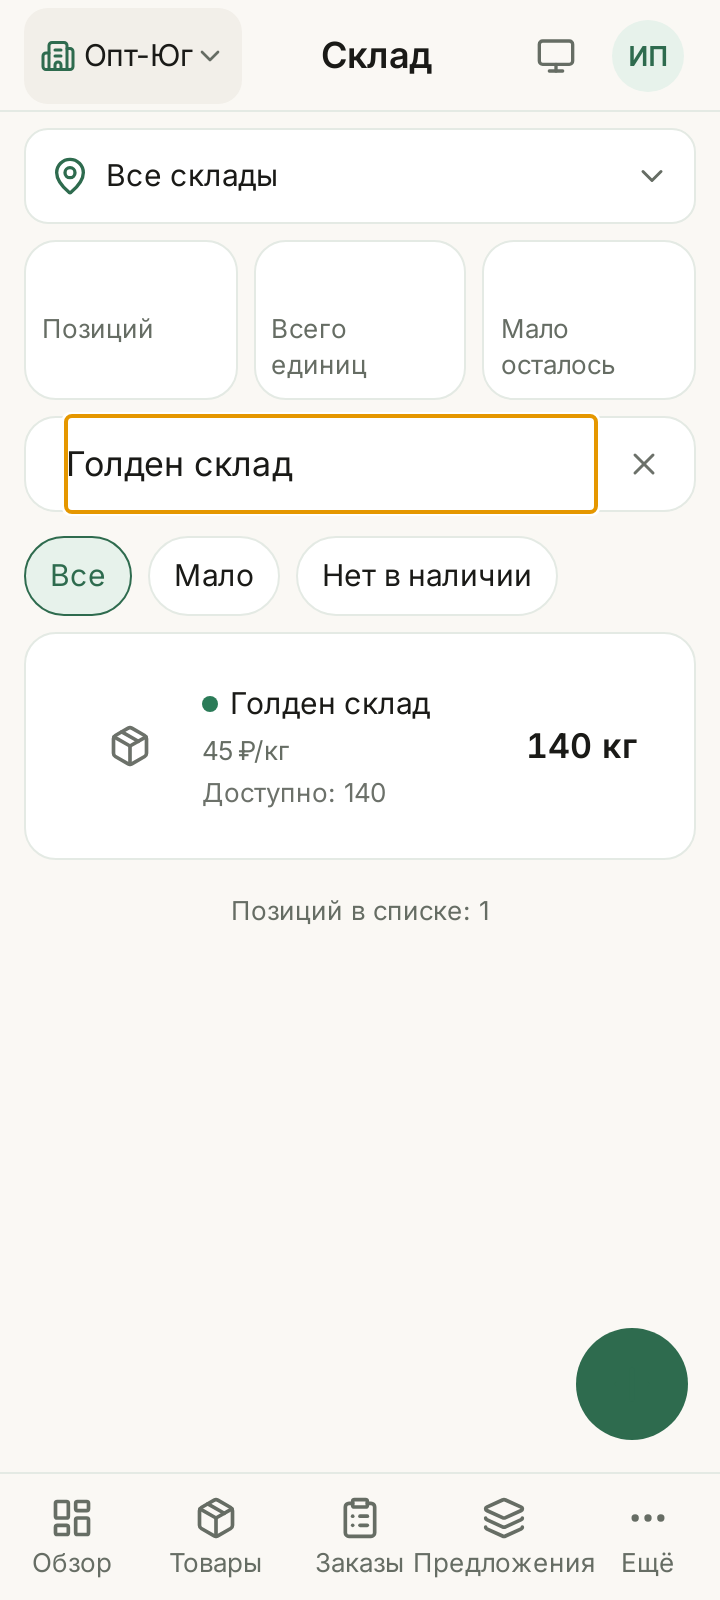 Опт-Юг
Склад
ИП
Все склады
Позиций
Всего
единиц
Мало
осталось
Голден склад
Все
Мало
Нет в наличии
Голден склад
45 ₽/кг
Доступно: 140
140 кг
Позиций в списке: 1
Обзор
Товары
Заказы
Предложения
Ещё